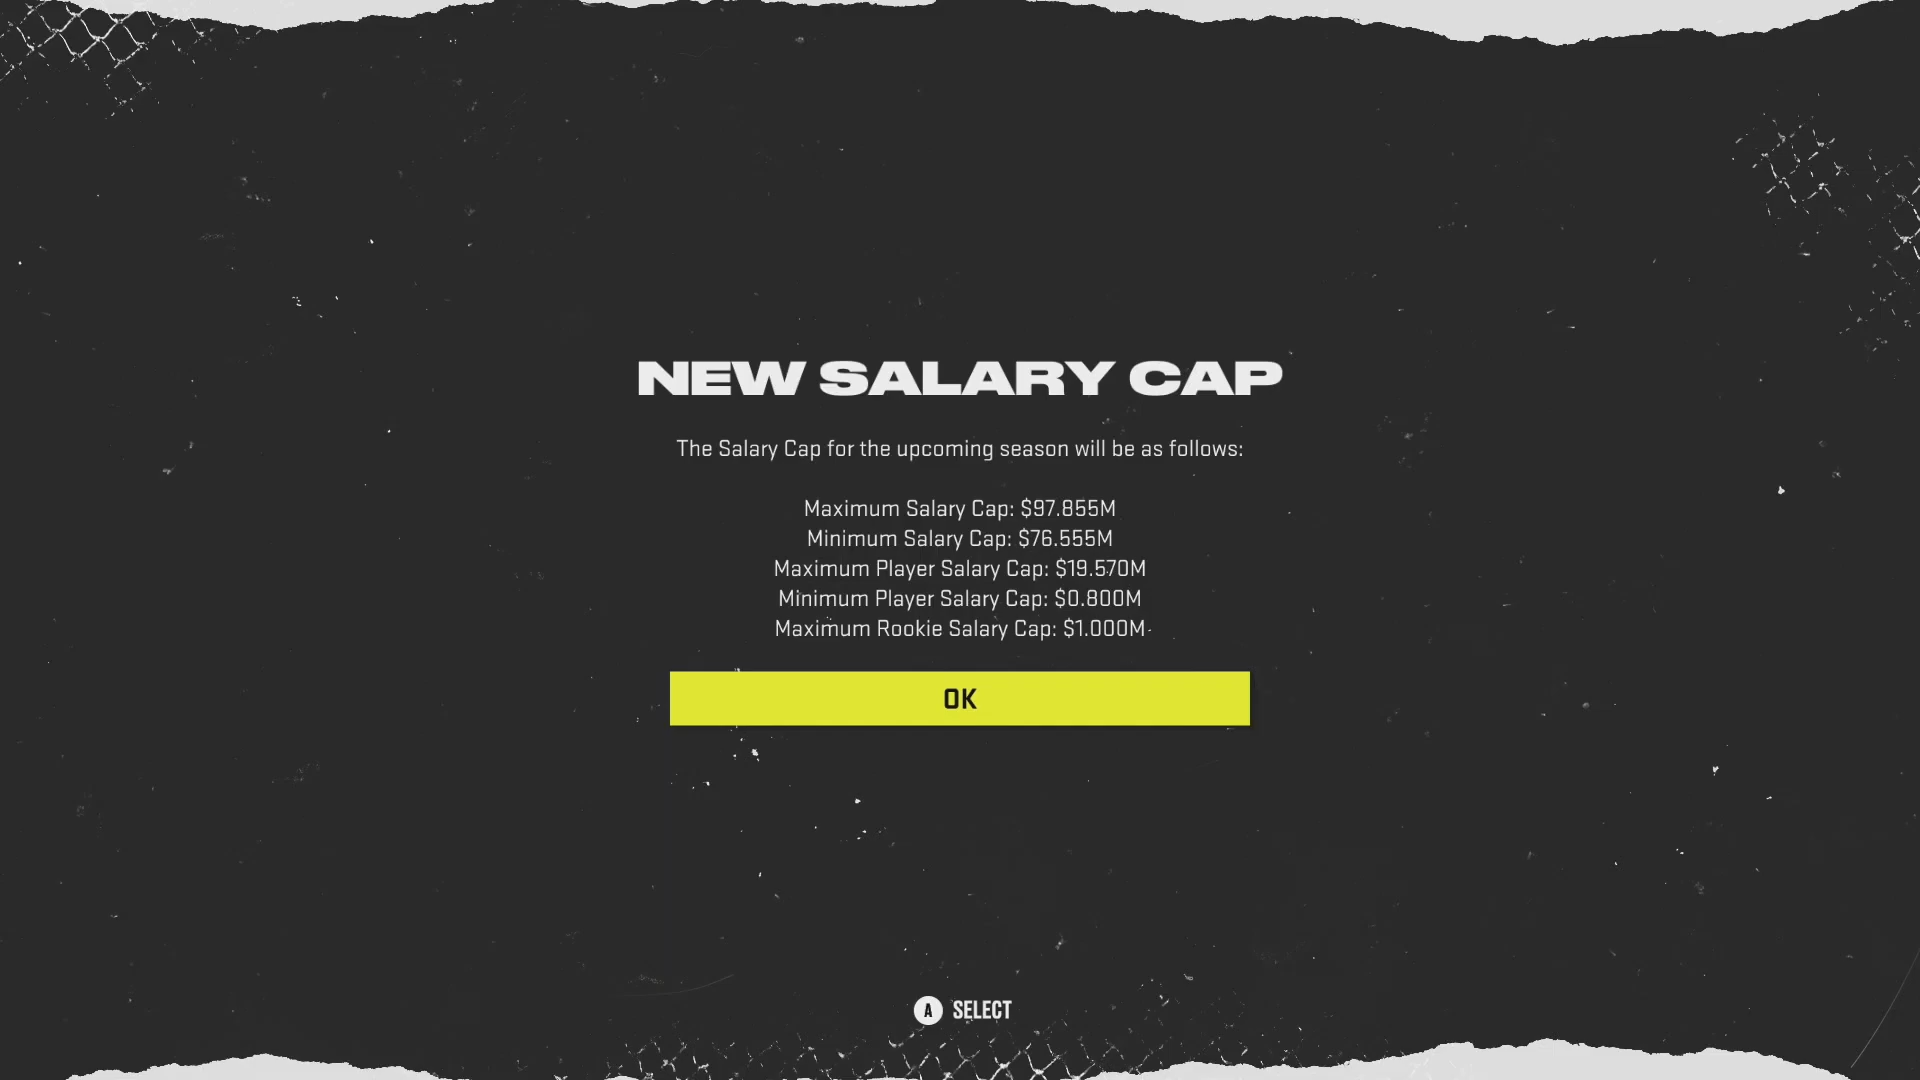 NEW SALARY CAP
The Salary Cap for the upcoming season will be as follows:
Maximum Salary Cap: $97.855M
Minimum Salary Cap: $76.555M
Maximum Player Salary Cap: $19.570M
Minimum Player Salary Cap: $0.800M
Maximum Rookie Salary Cap: $1.000M
OK
A SELECT